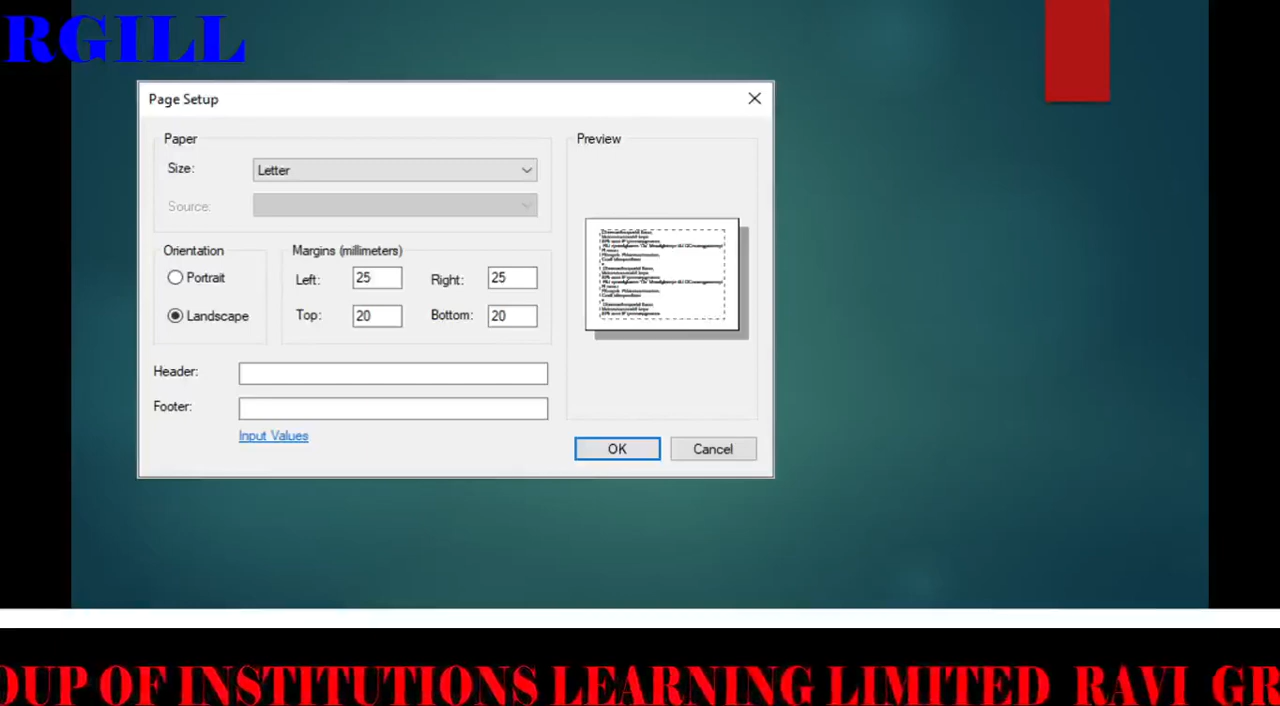 RGILL
Page Setup
Paper
Preview
Size:
Letter
Source:
Orientation
Margins (millimeters)
Portrait
Left:
25
Right:
25
Landscape
Top:
20
Bottom:
20
Header:
Footer:
Input Values
OK
Cancel
OUP OF INSTITUTIONS LEARNING LIMITED RAVI GR